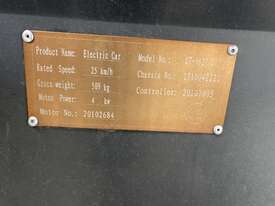 Product Name: Electric Car
Model No.:
Rated Speed: 25 km/h
Chassis No.:
Gross weight: 509 kg
Controller:
Motor Power: 4 kw
Motor No.: 20102684